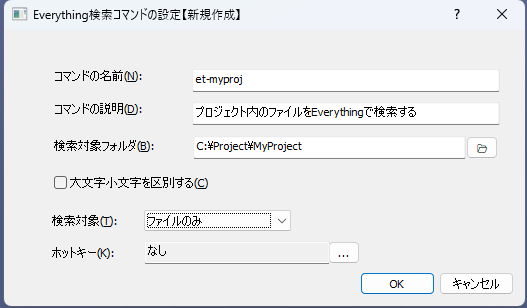 Everything検索コマンドの設定【新規作成】
コマンドの名前(N):
et-myproj
コマンドの説明(D):
プロジェクト内のファイルをEverythingで検索する
検索対象フォルダ(B):
C:¥Project¥MyProject
大文字小文字を区別する(C)
検索対象(T):
ファイルのみ
ホットキー(K):
なし
...
OK
キャンセル